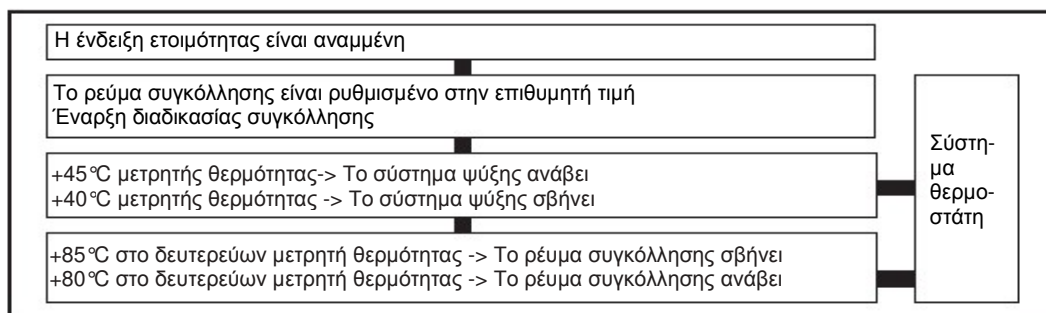 Η ένδειξη ετοιμότητας είναι αναμμένη
Το ρεύμα συγκόλλησης είναι ρυθμισμένο στην επιθυμητή τιμή
Έναρξη διαδικασίας συγκόλλησης
+45°C μετρητής θερμότητας-> Το σύστημα ψύξης ανάβει
+40°C μετρητής θερμότητας -> Το σύστημα ψύξης σβήνει
+85°C στο δευτερεύων μετρητή θερμότητας -> Το ρέυμα συγκόλλησης σβήνει
+80°C στο δευτερεύων μετρητή θερμότητας -> Το ρέυμα συγκόλλησης ανάβει
Σύστη-
μα
θερμο-
στάτη